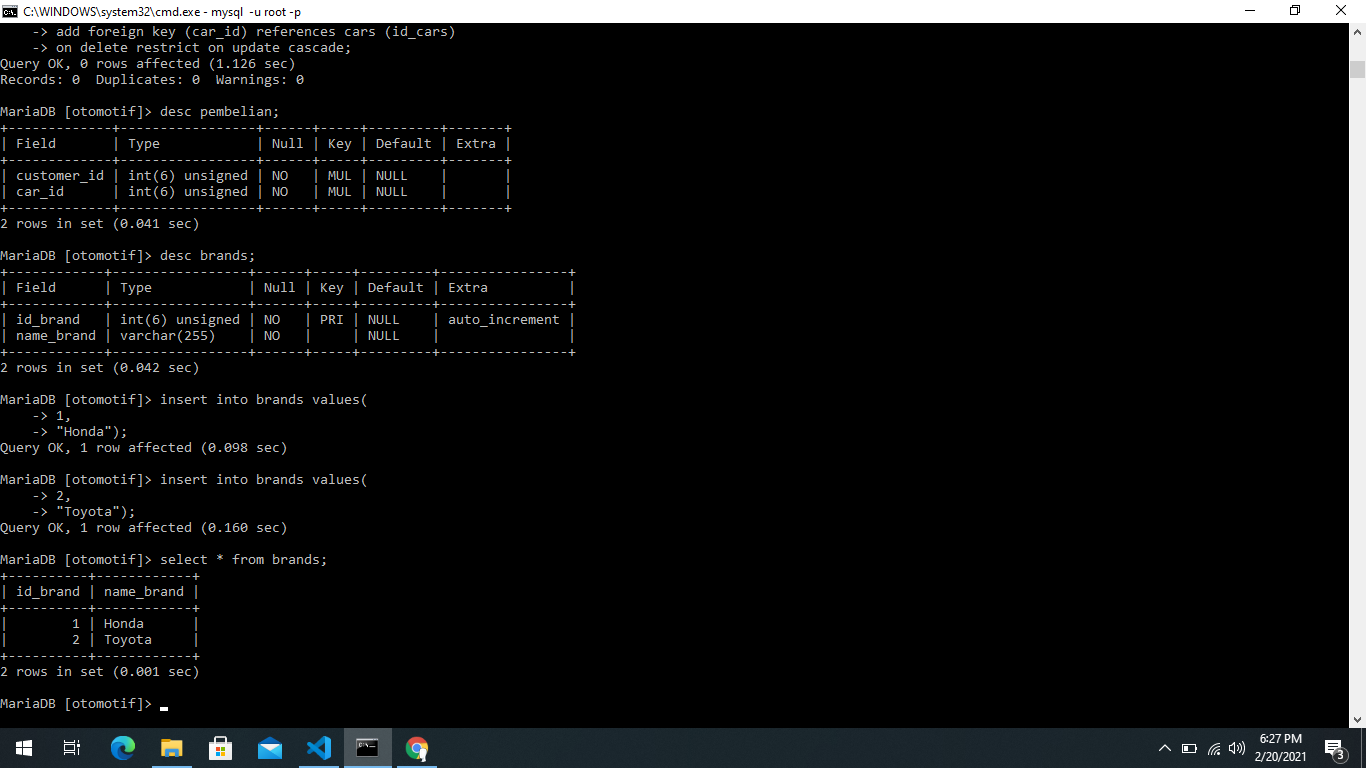 C:\WINDOWS\system32\cmd.exe - mysql -u root -p
    -> add foreign key (car_id) references cars (id_cars)
    -> on delete restrict on update cascade;
Query OK, 0 rows affected (1.126 sec)
Records: 0  Duplicates: 0  Warnings: 0

MariaDB [otomotif]> desc pembelian;
+-------------+-----------------+------+-----+---------+-------+
| Field       | Type            | Null | Key | Default | Extra |
+-------------+-----------------+------+-----+---------+-------+
| customer_id | int(6) unsigned | NO   | MUL | NULL    |       |
| car_id      | int(6) unsigned | NO   | MUL | NULL    |       |
+-------------+-----------------+------+-----+---------+-------+
2 rows in set (0.041 sec)

MariaDB [otomotif]> desc brands;
+------------+-----------------+------+-----+---------+----------------+
| Field      | Type            | Null | Key | Default | Extra          |
+------------+-----------------+------+-----+---------+----------------+
| id_brand   | int(6) unsigned | NO   | PRI | NULL    | auto_increment |
| name_brand | varchar(255)    | NO   |     | NULL    |                |
+------------+-----------------+------+-----+---------+----------------+
2 rows in set (0.042 sec)

MariaDB [otomotif]> insert into brands values(
    -> 1,
    -> "Honda");
Query OK, 1 row affected (0.098 sec)

MariaDB [otomotif]> insert into brands values(
    -> 2,
    -> "Toyota");
Query OK, 1 row affected (0.160 sec)

MariaDB [otomotif]> select * from brands;
+----------+------------+
| id_brand | name_brand |
+----------+------------+
|        1 | Honda      |
|        2 | Toyota     |
+----------+------------+
2 rows in set (0.001 sec)

MariaDB [otomotif]> _
6:27 PM
2/20/2021
3